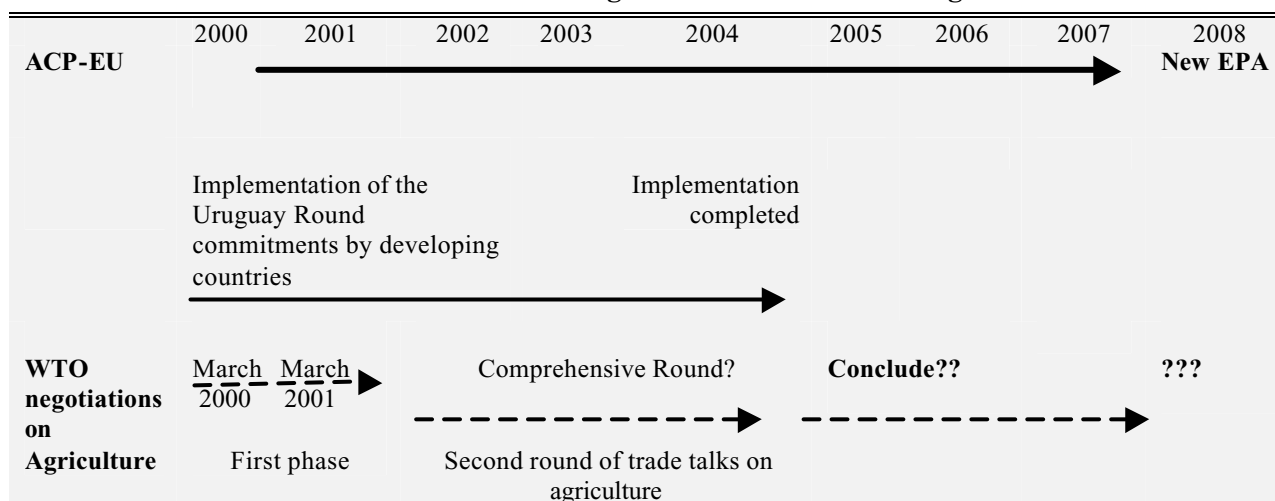 2000 2001 2002 2003 2004 2005 2006 2007 2008
ACP-EU New EPA
Implementation of the Implementation
Uruguay Round completed
commitments by developing
countries
WTO March March Comprehensive Round? Conclude?? ???
negotiations 2000 2001
on
Agriculture First phase Second round of trade talks on
agriculture